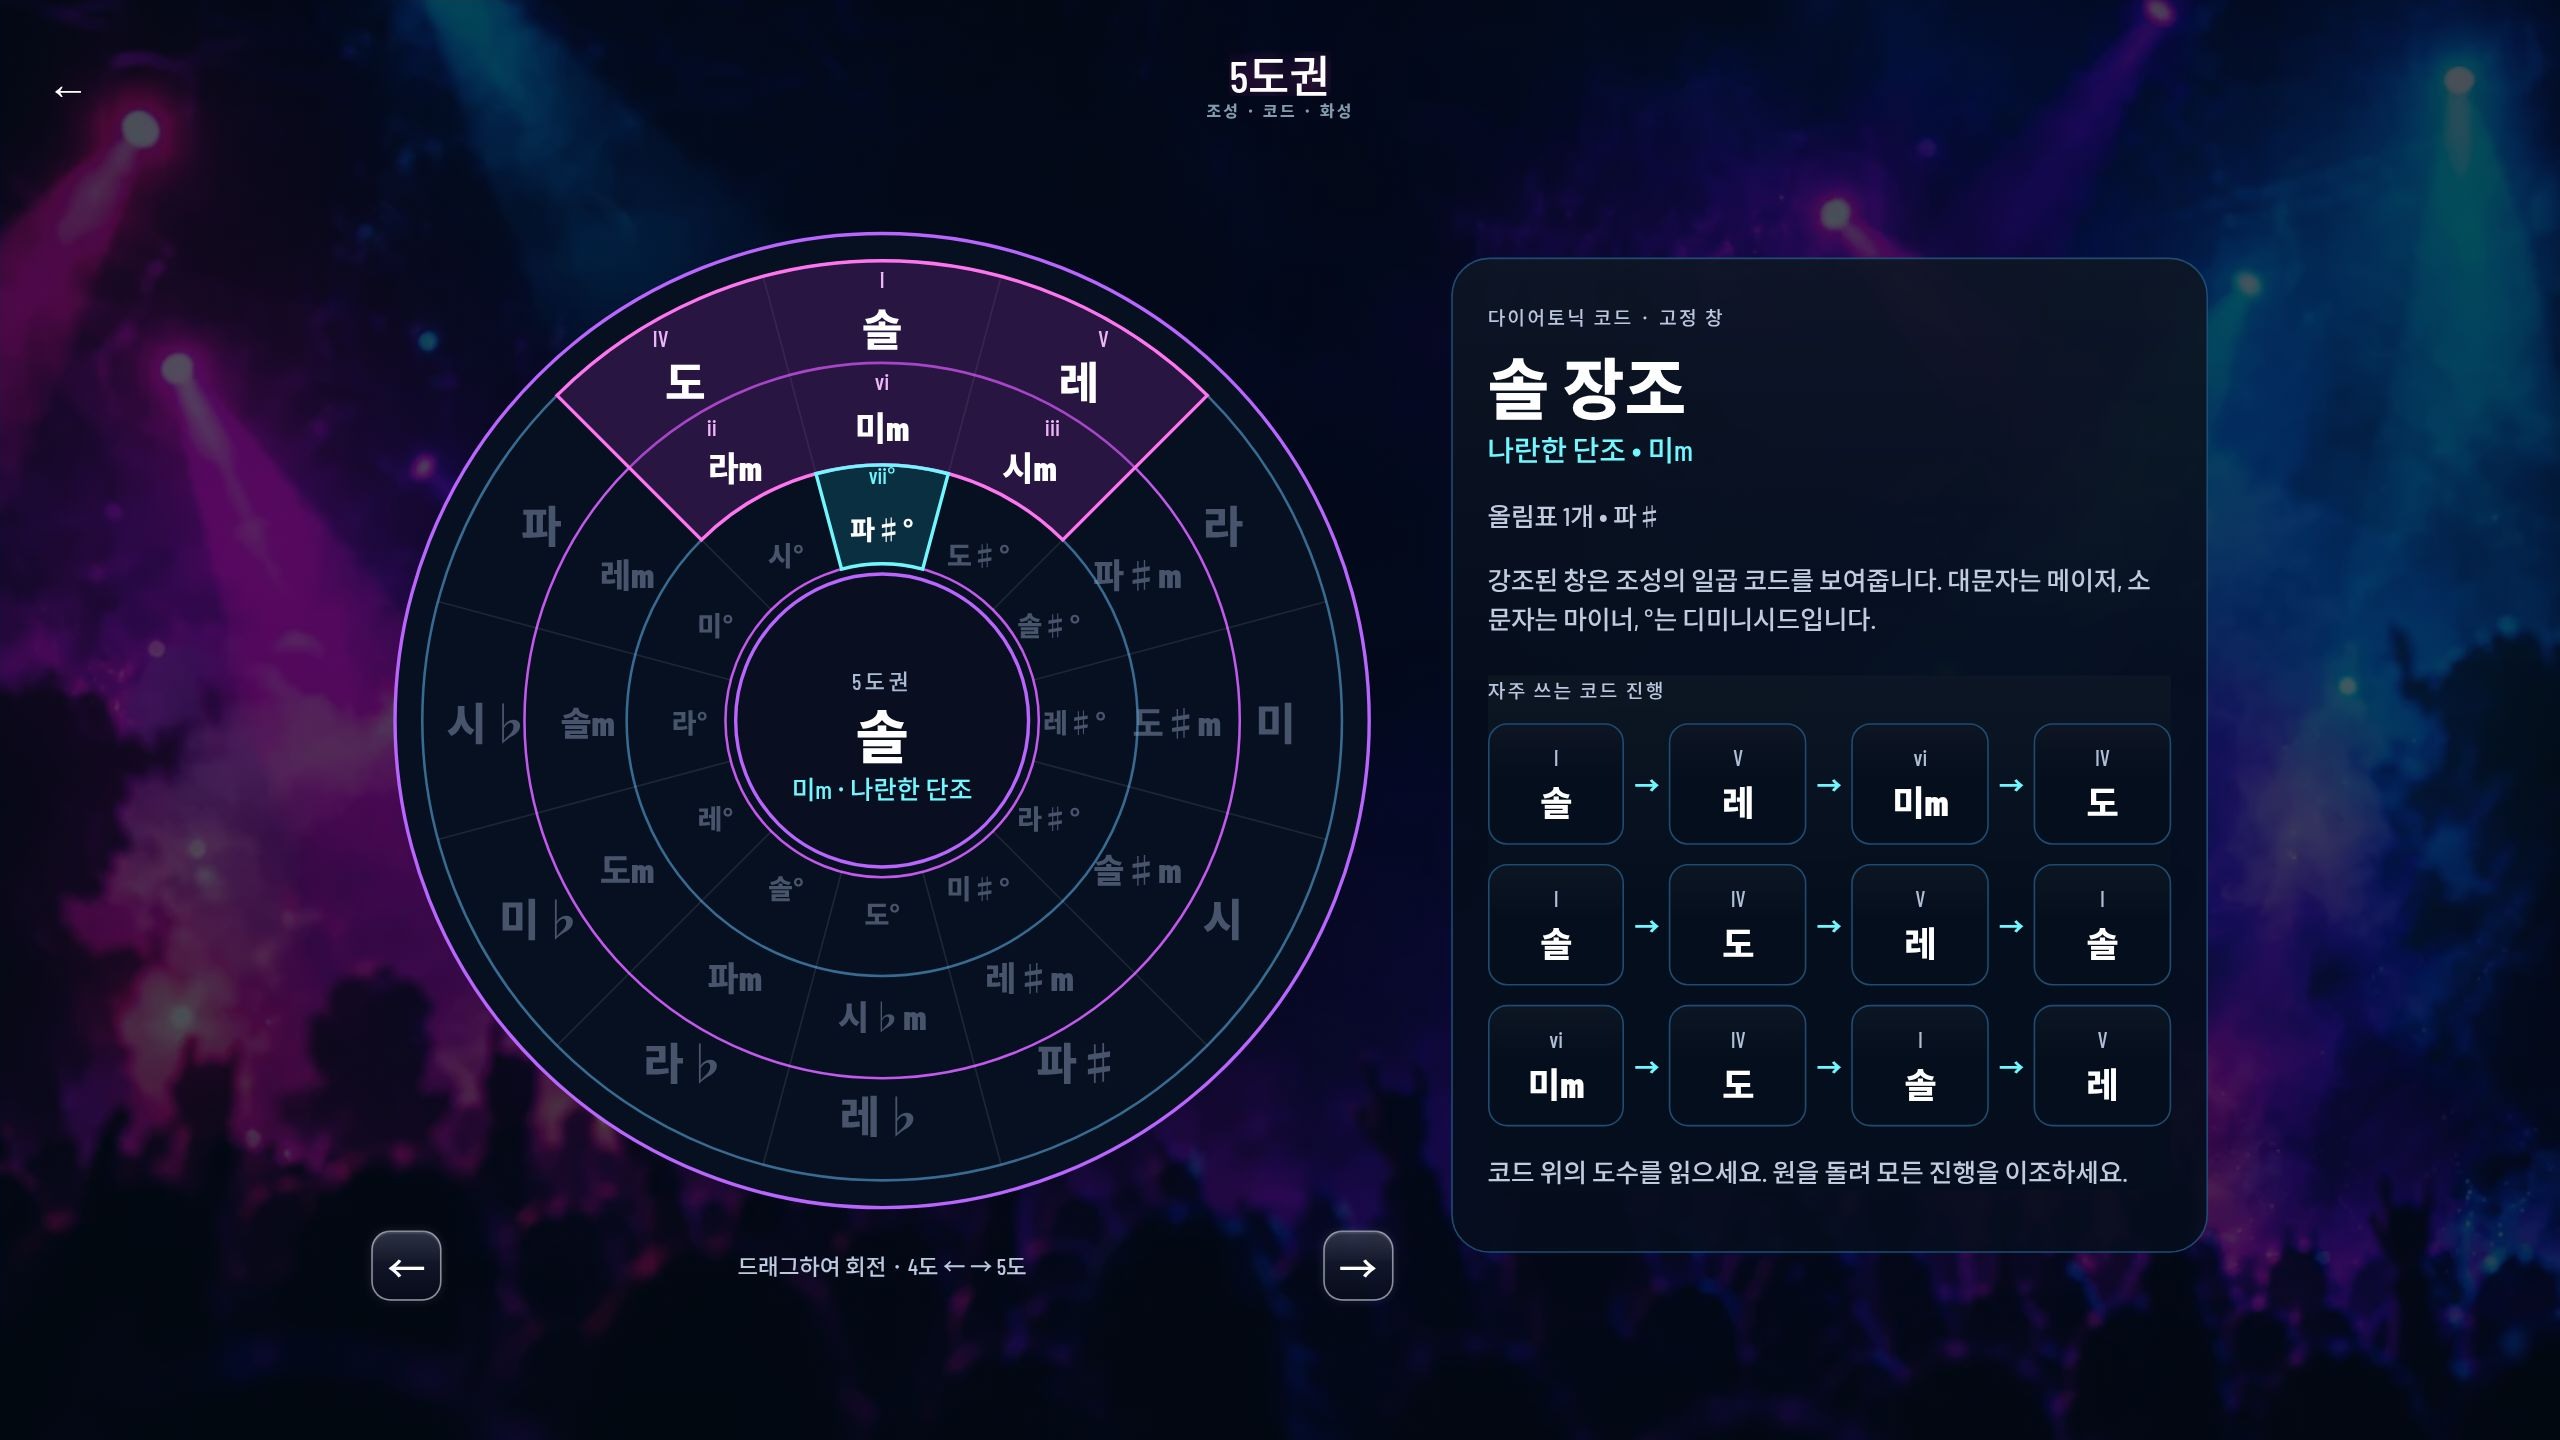 ←
5도권
조성 · 코드 · 화성
I
솔
IV
도
V
레
vi
미m
ii
라m
iii
시m
vii°
파♯°
파
라
레m
시°
도♯°
파♯m
미°
솔♯°
시♭
솔m
라°
레♯°
도♯m
미
5도권
솔
미m · 나란한 단조
레°
라♯°
도m
솔♯m
솔°
미♯°
미♭
도°
시
파m
레♯m
시♭m
라♭
파♯
레♭
←
드래그하여 회전 · 4도 ← → 5도
→
다이어토닉 코드 · 고정 창
솔 장조
나란한 단조 • 미m
올림표 1개 • 파♯
강조된 창은 조성의 일곱 코드를 보여줍니다. 대문자는 메이저, 소
문자는 마이너, °는 디미니시드입니다.
자주 쓰는 코드 진행
I V vi IV
솔 → 레 → 미m → 도
I IV V I
솔 → 도 → 레 → 솔
vi IV I V
미m → 도 → 솔 → 레
코드 위의 도수를 읽으세요. 원을 돌려 모든 진행을 이조하세요.